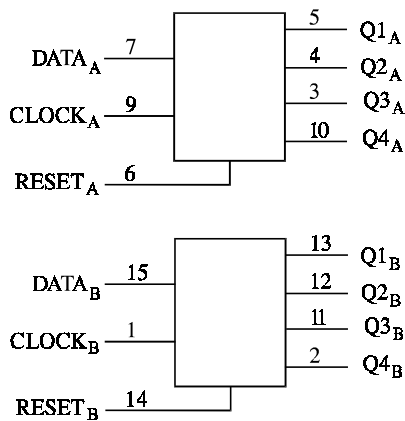 5 Q1A
DATAA 7 4 Q2A
CLOCKA 9 3 Q3A
10 Q4A
RESETA 6
13 Q1B
DATAB 15 12 Q2B
11 Q3B
CLOCKB 1
2 Q4B
RESETB 14